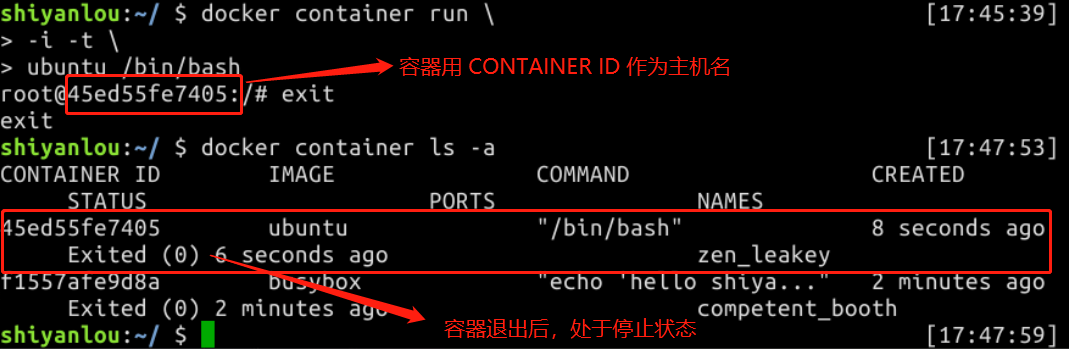 shiyanlou:~/ $ docker container run \ [17:45:39]
> -i -t \
> ubuntu /bin/bash
容器用 CONTAINER ID 作为主机名
root@45ed55fe7405:/# exit
exit
shiyanlou:~/ $ docker container ls -a [17:47:53]
CONTAINER ID IMAGE COMMAND CREATED
STATUS PORTS NAMES
45ed55fe7405 ubuntu "/bin/bash" 8 seconds ago
Exited (0) 6 seconds ago zen_leakey
f1557afe9d8a busybox "echo 'hello shiya..." 2 minutes ago
Exited (0) 2 minutes ago competent_booth
容器退出后，处于停止状态
shiyanlou:~/ $ [17:47:59]